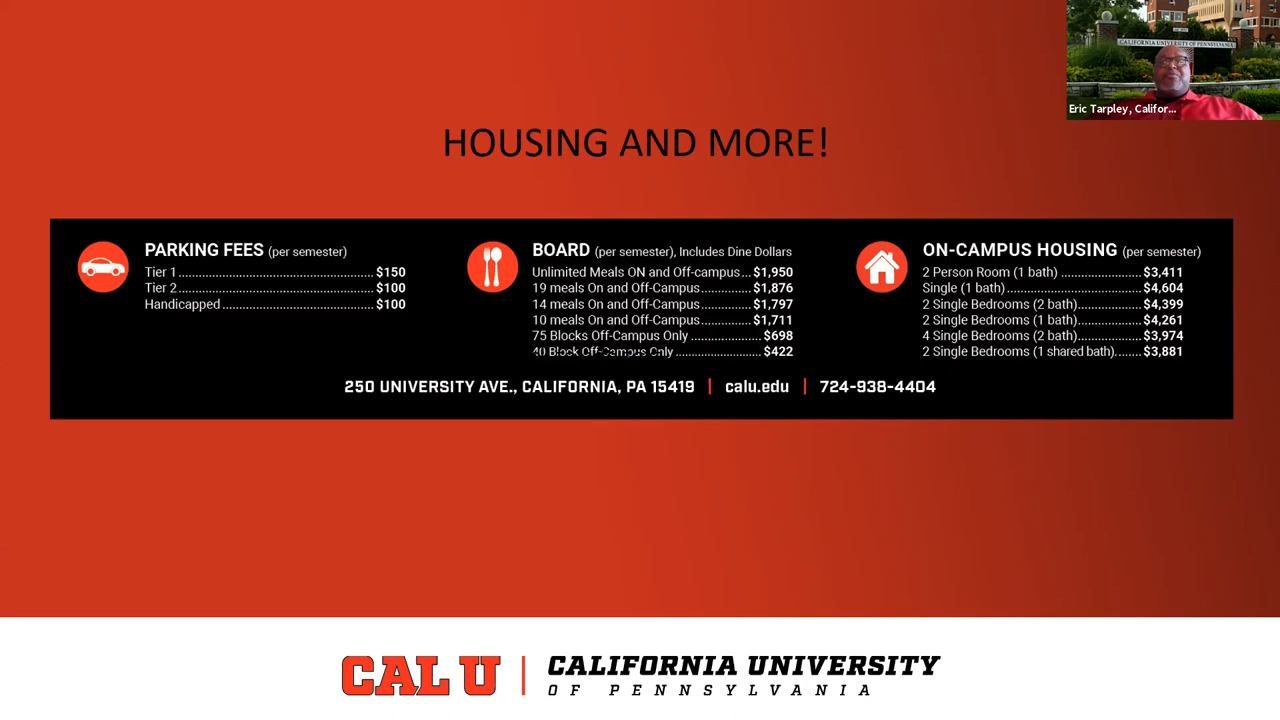 CALIFORNIA UNIVERSITY OF PENNSYLVANIA
Eric Tarpley, Califor...
HOUSING AND MORE!
PARKING FEES (per semester)
Tier 1 $150
Tier 2 $100
Handicapped $100
BOARD (per semester), Includes Dine Dollars
Unlimited Meals ON and Off-campus $1,950
19 meals On and Off-Campus $1,876
14 meals On and Off-Campus $1,797
10 meals On and Off-Campus $1,711
75 Blocks Off-Campus Only $698
40 Block Off-Campus Only $422
ON-CAMPUS HOUSING (per semester)
2 Person Room (1 bath) $3,411
Single (1 bath) $4,604
2 Single Bedrooms (2 bath) $4,399
2 Single Bedrooms (1 bath) $4,261
4 Single Bedrooms (2 bath) $3,974
2 Single Bedrooms (1 shared bath) $3,881
250 UNIVERSITY AVE., CALIFORNIA, PA 15419 | calu.edu | 724-938-4404
CAL U | CALIFORNIA UNIVERSITY
OF PENNSYLVANIA